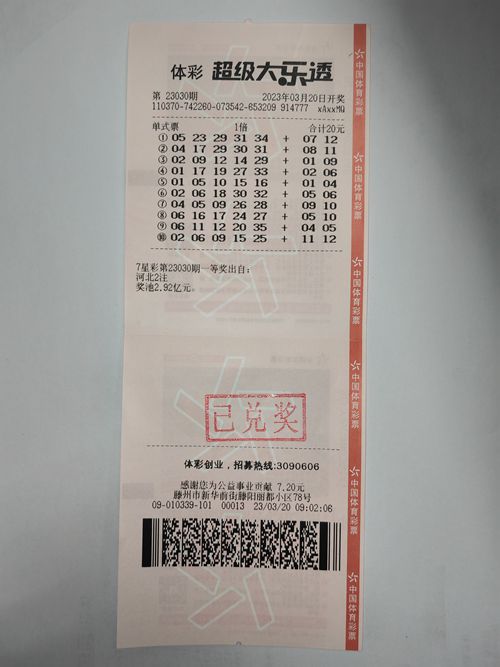 体彩 超级大乐透
第 23030期 2023年03月20日开奖
110370-742260-073542-653209 914777 xAxxMQ
单式票 1倍 合计20元
① 05 23 29 31 34 + 07 12
② 04 17 29 30 31 + 08 11
③ 02 09 12 14 29 + 01 09
④ 01 17 19 27 33 + 02 06
⑤ 01 05 10 15 16 + 01 04
⑥ 02 06 18 30 32 + 05 06
⑦ 04 05 09 26 28 + 09 10
⑧ 06 16 17 24 27 + 05 10
⑨ 06 11 12 20 35 + 04 05
⑩ 02 06 09 15 25 + 11 12
7星彩第23030期一等奖出自:
河北2注
奖池2.92亿元。
已兑奖
体彩创业，招募热线:3090606
感谢您为公益事业贡献 7.20元
滕州市新华前街滕阳丽都小区78号
09-010339-101 00013 23/03/20 09:02:06
中国体育彩票
中国体育彩票
中国体育彩票
中国体育彩票
中国体育彩票
中国体育彩票